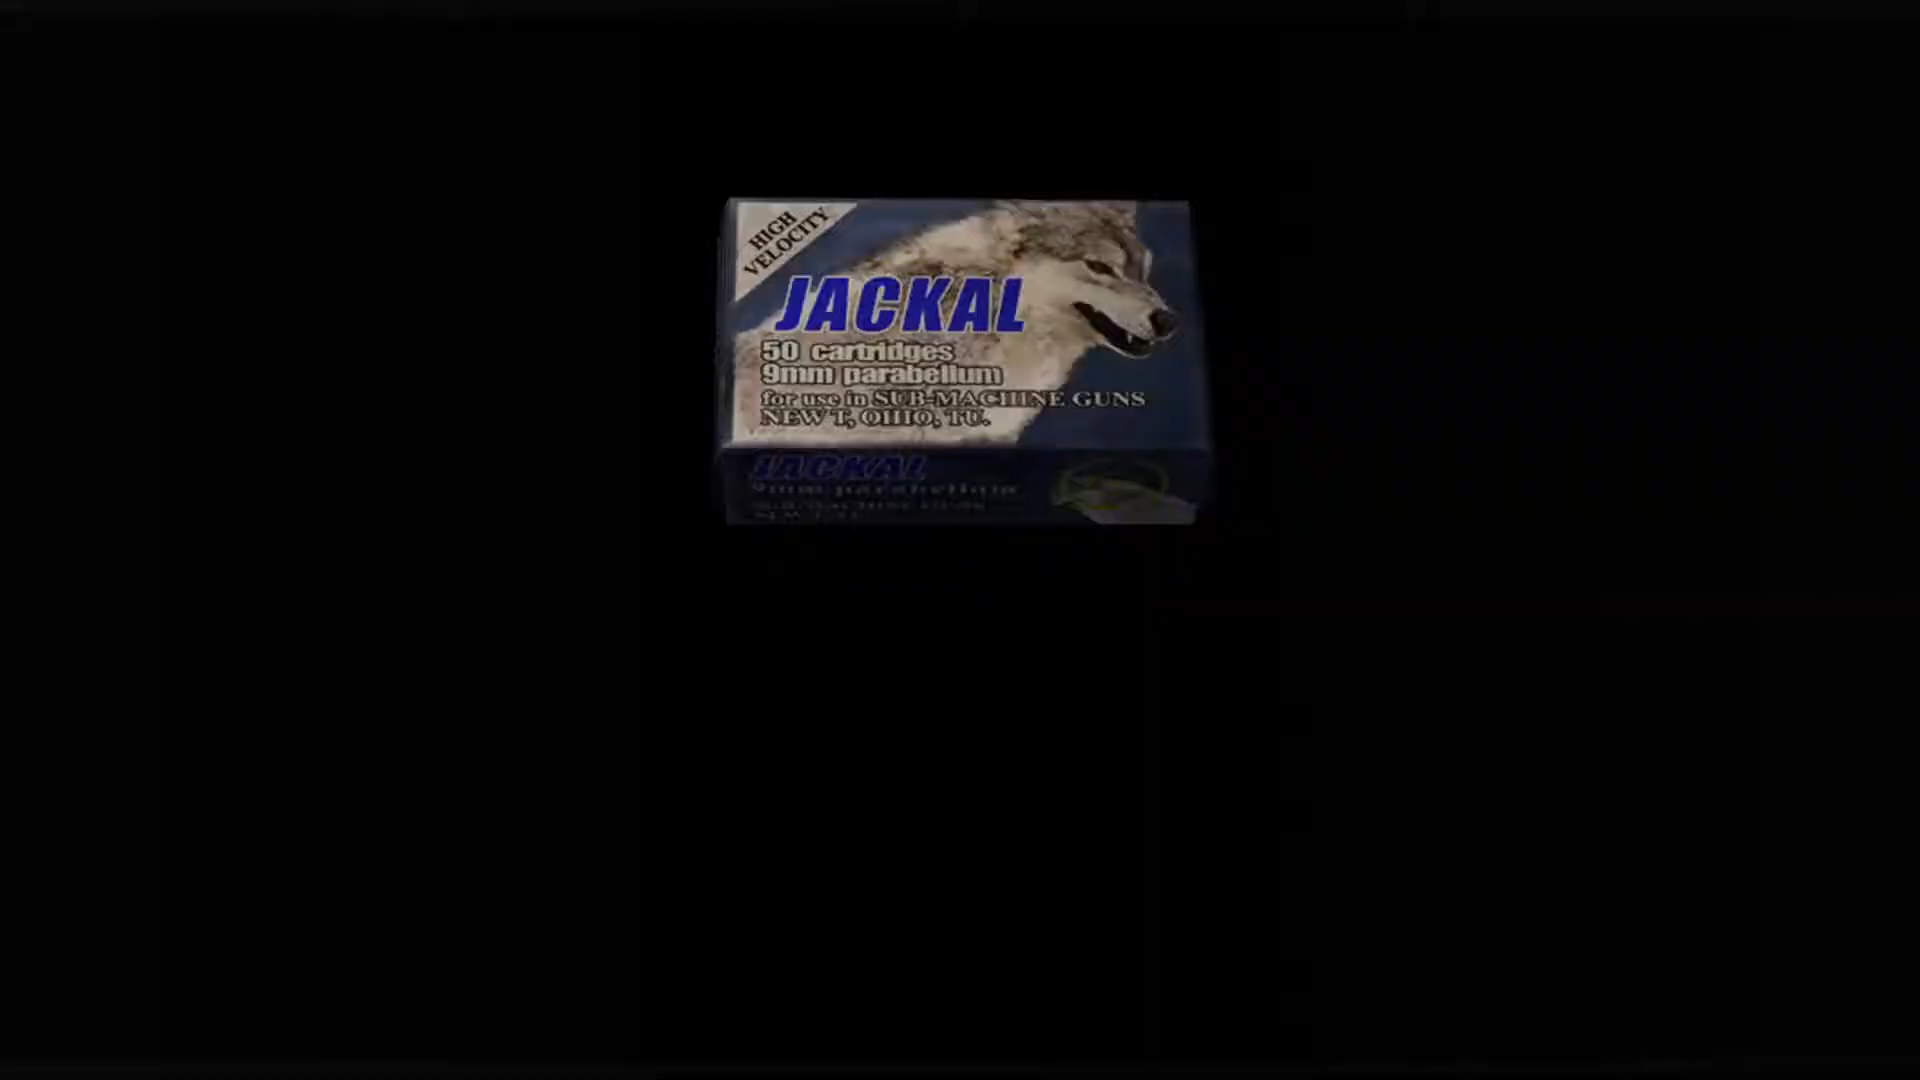 HIGH
VELOCITY
JACKAL
50 cartridges
9mm parabellum
for use in SUB-MACHINE GUNS
NEW T, OHIO, TU.
JACKAL
9mm parabellum